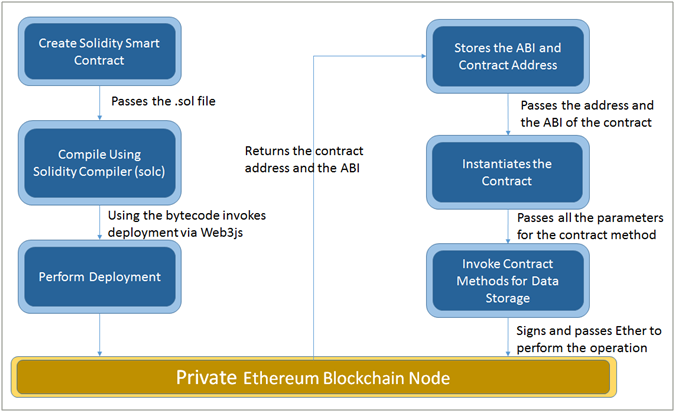 Create Solidity Smart
Contract
Passes the .sol file
Compile Using
Solidity Compiler (solc)
Using the bytecode invokes
deployment via Web3js
Perform Deployment
Returns the contract
address and the ABI
Stores the ABI and
Contract Address
Passes the address and
the ABI of the contract
Instantiates the
Contract
Passes all the parameters
for the contract method
Invoke Contract
Methods for Data
Storage
Signs and passes Ether to
perform the operation
Private Ethereum Blockchain Node